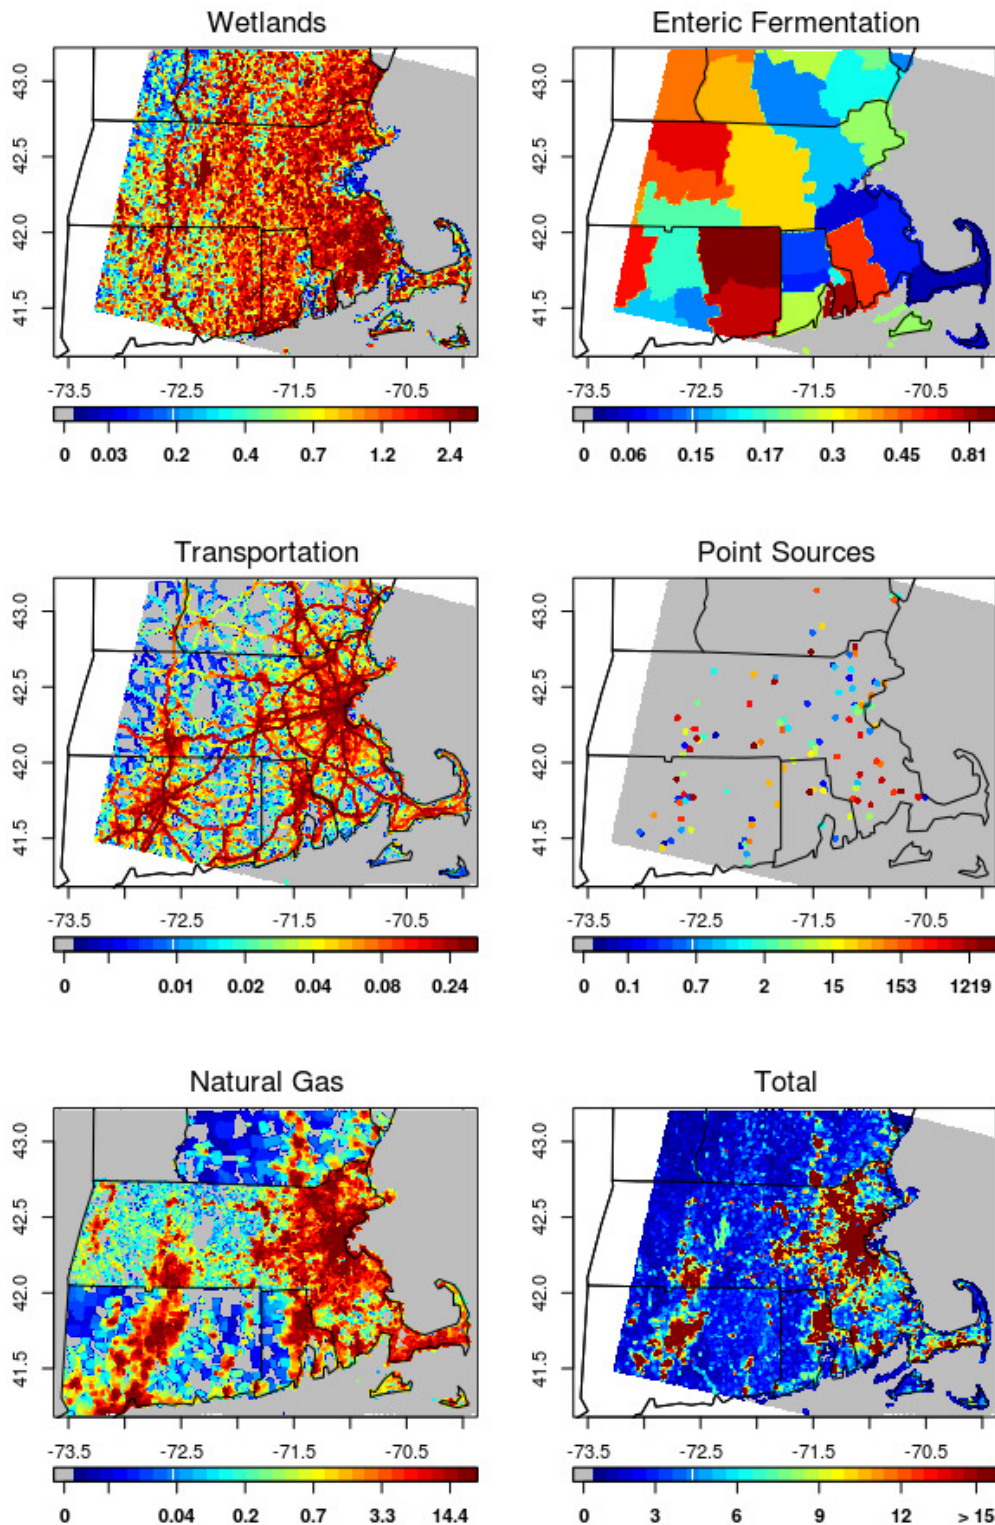 Wetlands Enteric Fermentation
43.0 43.0
42.5 42.5
42.0 42.0
41.5 41.5
-73.5 -72.5 -71.5 -70.5 -73.5 -72.5 -71.5 -70.5
0 0.03 0.2 0.4 0.7 1.2 2.4 0 0.06 0.15 0.17 0.3 0.45 0.81
Transportation Point Sources
43.0 43.0
42.5 42.5
42.0 42.0
41.5 41.5
-73.5 -72.5 -71.5 -70.5 -73.5 -72.5 -71.5 -70.5
0 0.01 0.02 0.04 0.08 0.24 0 0.1 0.7 2 15 153 1219
Natural Gas Total
43.0 43.0
42.5 42.5
42.0 42.0
41.5 41.5
-73.5 -72.5 -71.5 -70.5 -73.5 -72.5 -71.5 -70.5
0 0.04 0.2 0.7 3.3 14.4 0 3 6 9 12 > 15